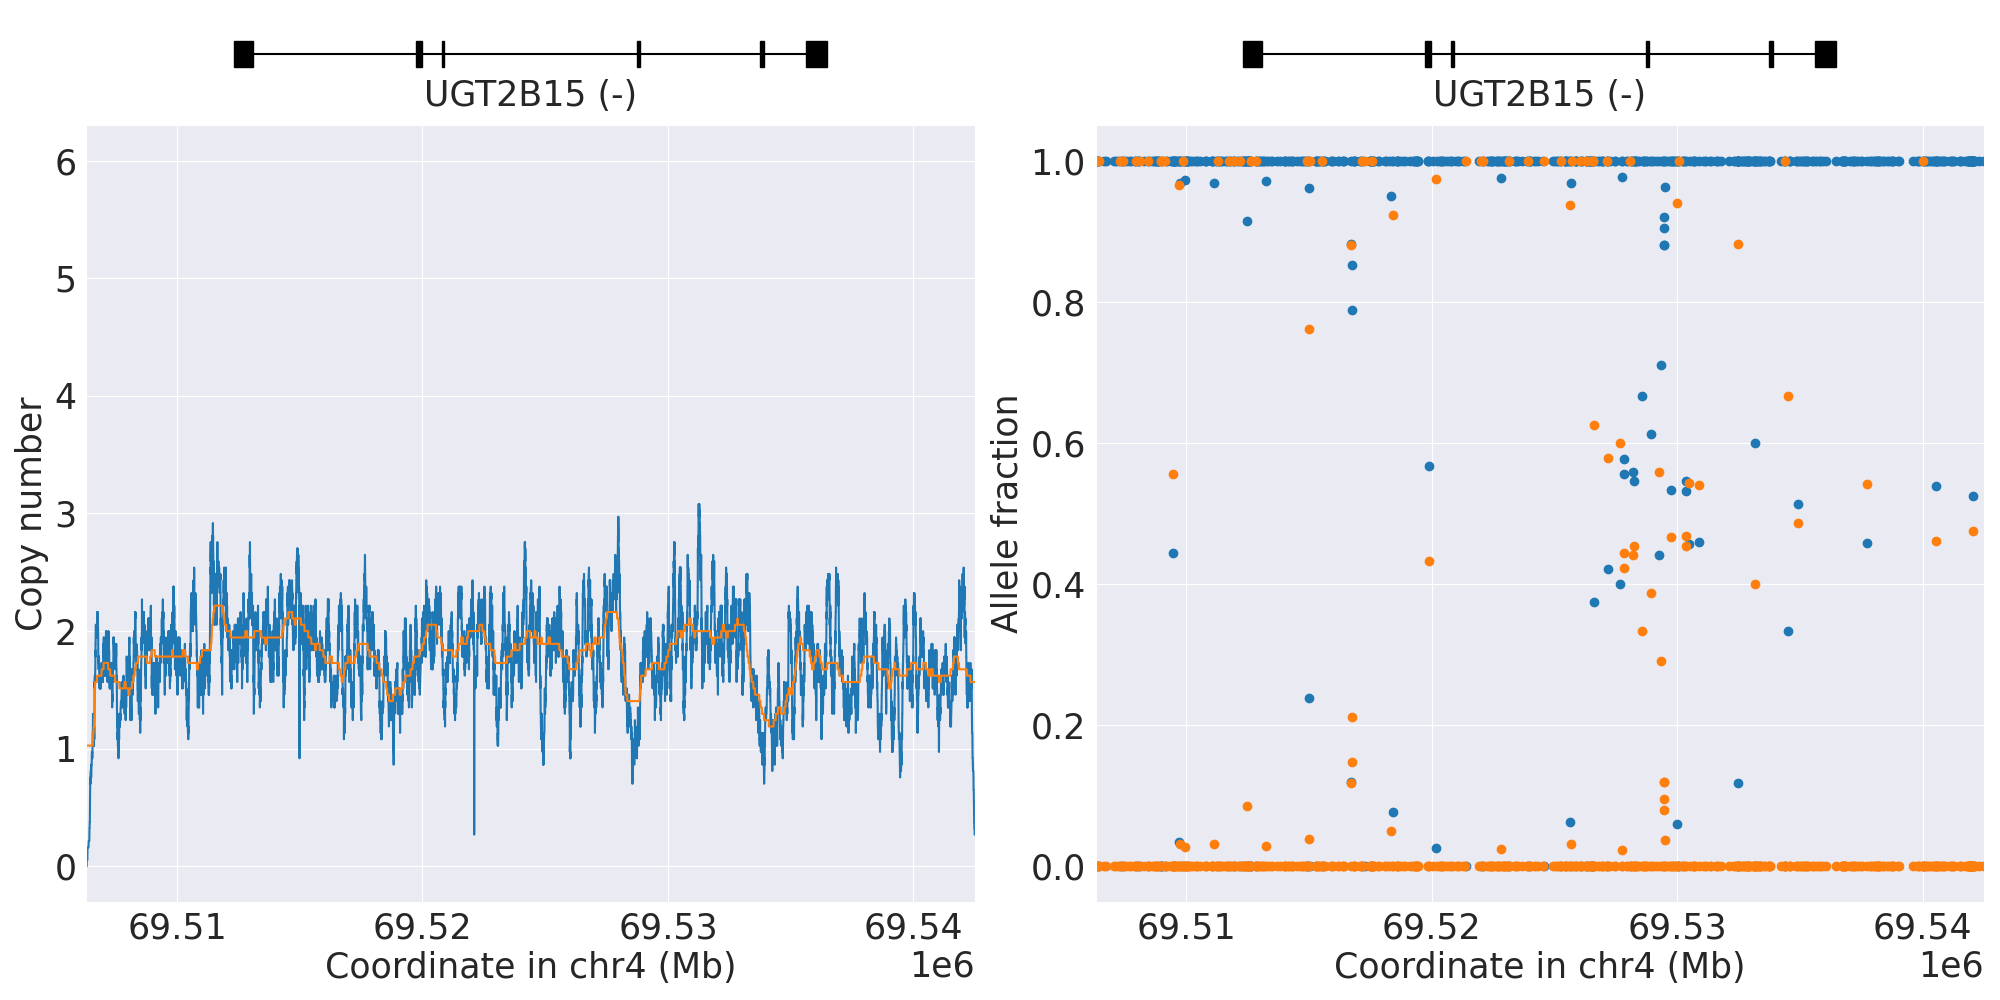 UGT2B15 (-)
6
5
4
3
2
1
0
Copy number
69.51 69.52 69.53 69.54
Coordinate in chr4 (Mb)
1e6
UGT2B15 (-)
1.0
0.8
0.6
0.4
0.2
0.0
Allele fraction
69.51 69.52 69.53 69.54
Coordinate in chr4 (Mb)
1e6